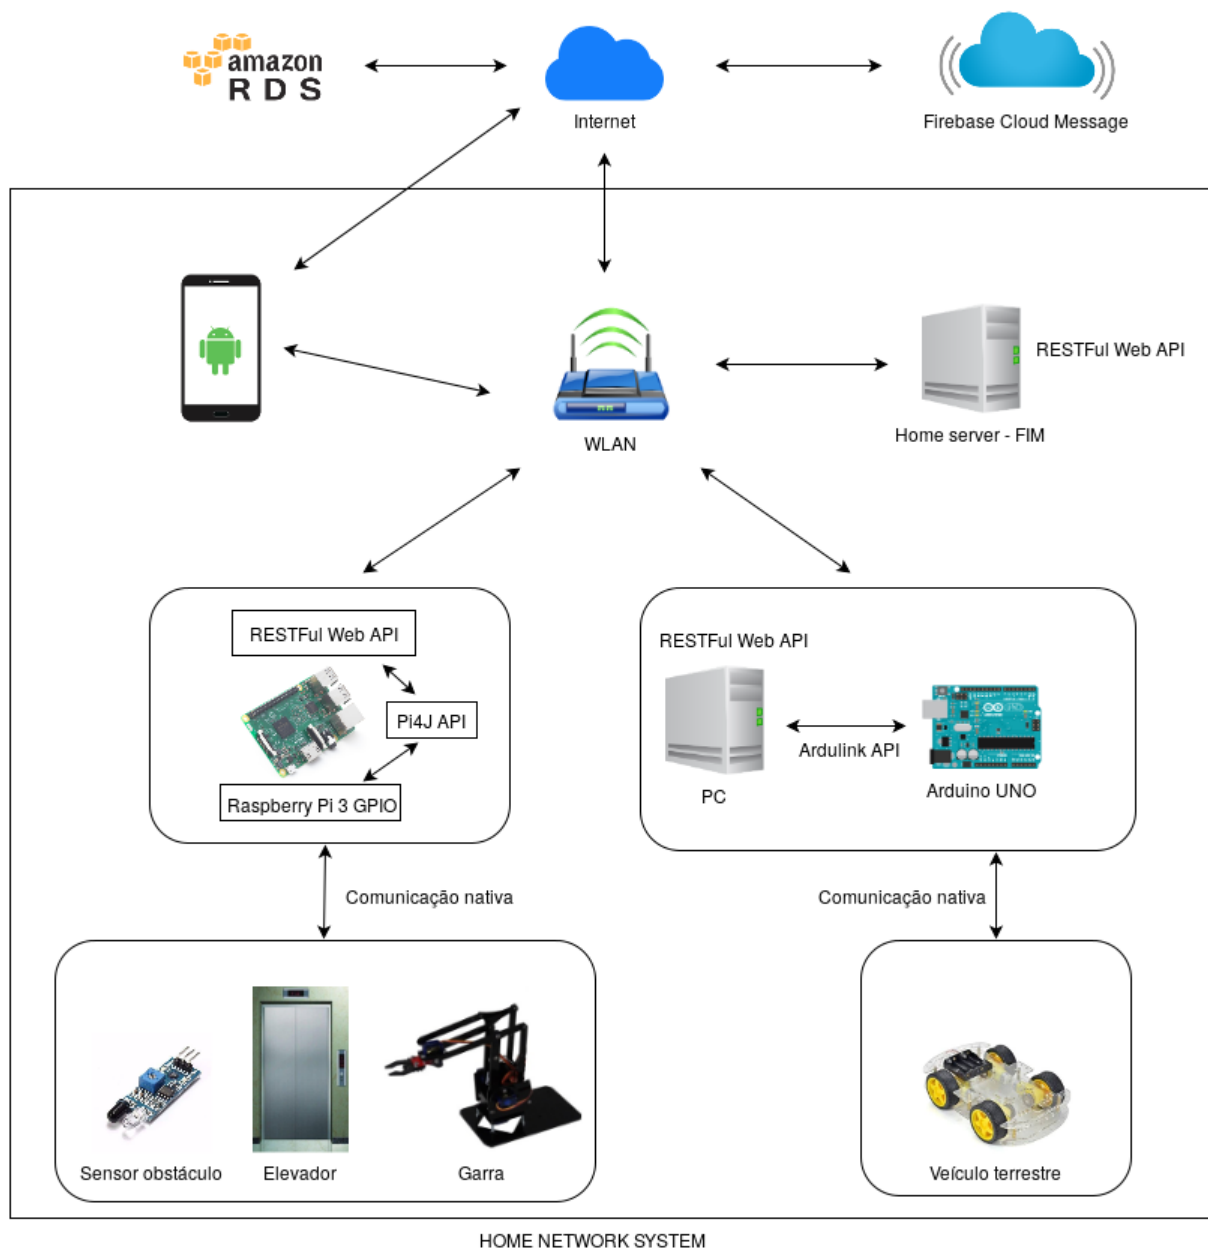 amazon
RDS
Internet
Firebase Cloud Message
RESTFul Web API
Home server - FIM
WLAN
RESTFul Web API
Pi4J API
Raspberry Pi 3 GPIO
RESTFul Web API
Ardulink API
PC
Arduino UNO
Comunicação nativa
Comunicação nativa
Sensor obstáculo
Elevador
Garra
Veículo terrestre
HOME NETWORK SYSTEM